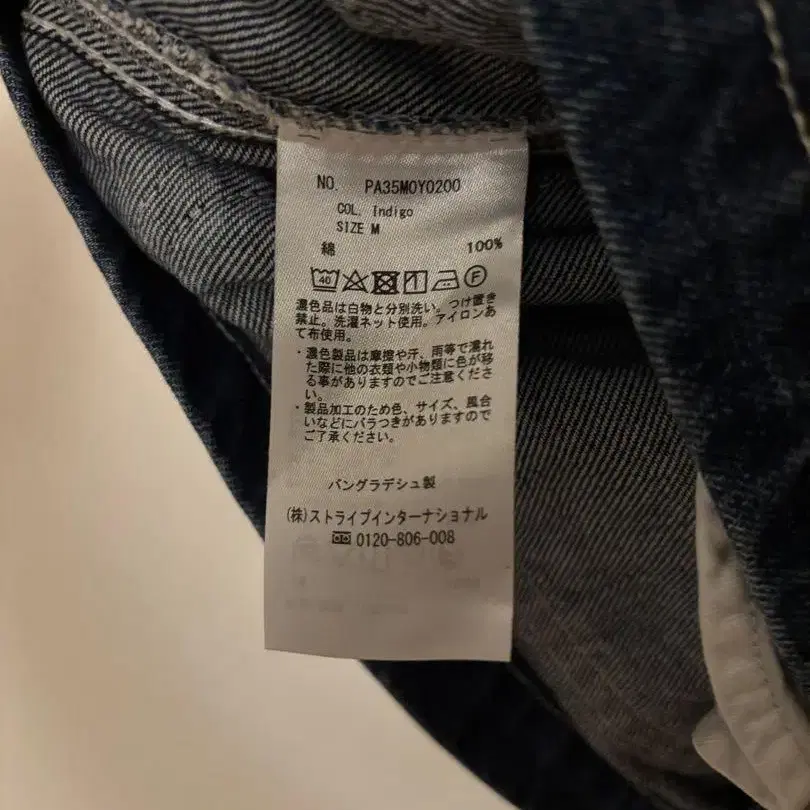 NO. PA35M0Y0200
COL. Indigo
SIZE M
綿 100%
40 F
濃色品は白物と分別洗い。つけ置き
禁止。洗濯ネット使用。アイロンあ
て布使用。
・濃色製品は摩擦や汗、雨等で濡れ
た際に他の衣類や小物類に色が移
る事がありますのでご注意くださ
い。
・製品加工のため色、サイズ、風合
いなどにバラつきがありますので
ご了承ください。
バングラデシュ製
(株)ストライプインターナショナル
0120-806-008